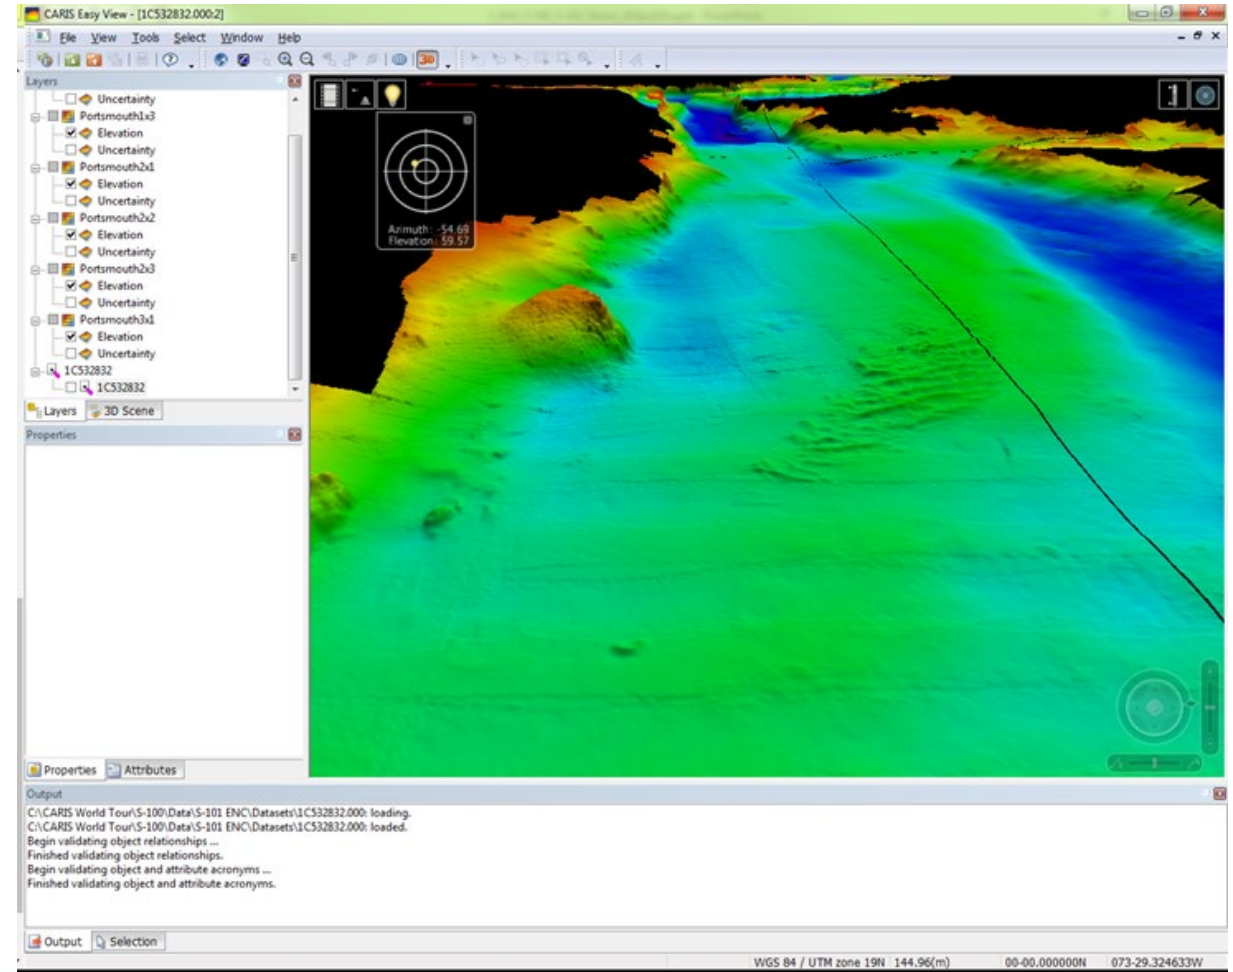 CARIS Easy View - [1C532832.000:2]
File View Tools Select Window Help
3D
Layers
Uncertainty
Portsmouth1x3
Elevation
Uncertainty
Portsmouth2x1
Elevation
Uncertainty
Portsmouth2x2
Elevation
Uncertainty
Portsmouth2x3
Elevation
Uncertainty
Portsmouth3x1
Elevation
Uncertainty
1C532832
1C532832
Layers 3D Scene
Azimuth: -54.69
Elevation: 59.57
Properties
Properties Attributes
Output
C:\CARIS World Tour\S-100\Data\S-101 ENC\Datasets\1C532832.000: loading.
C:\CARIS World Tour\S-100\Data\S-101 ENC\Datasets\1C532832.000: loaded.
Begin validating object relationships ...
Finished validating object relationships.
Begin validating object and attribute acronyms ...
Finished validating object and attribute acronyms.
Output Selection
WGS 84 / UTM zone 19N 144.96(m) 00-00.000000N 073-29.324633W